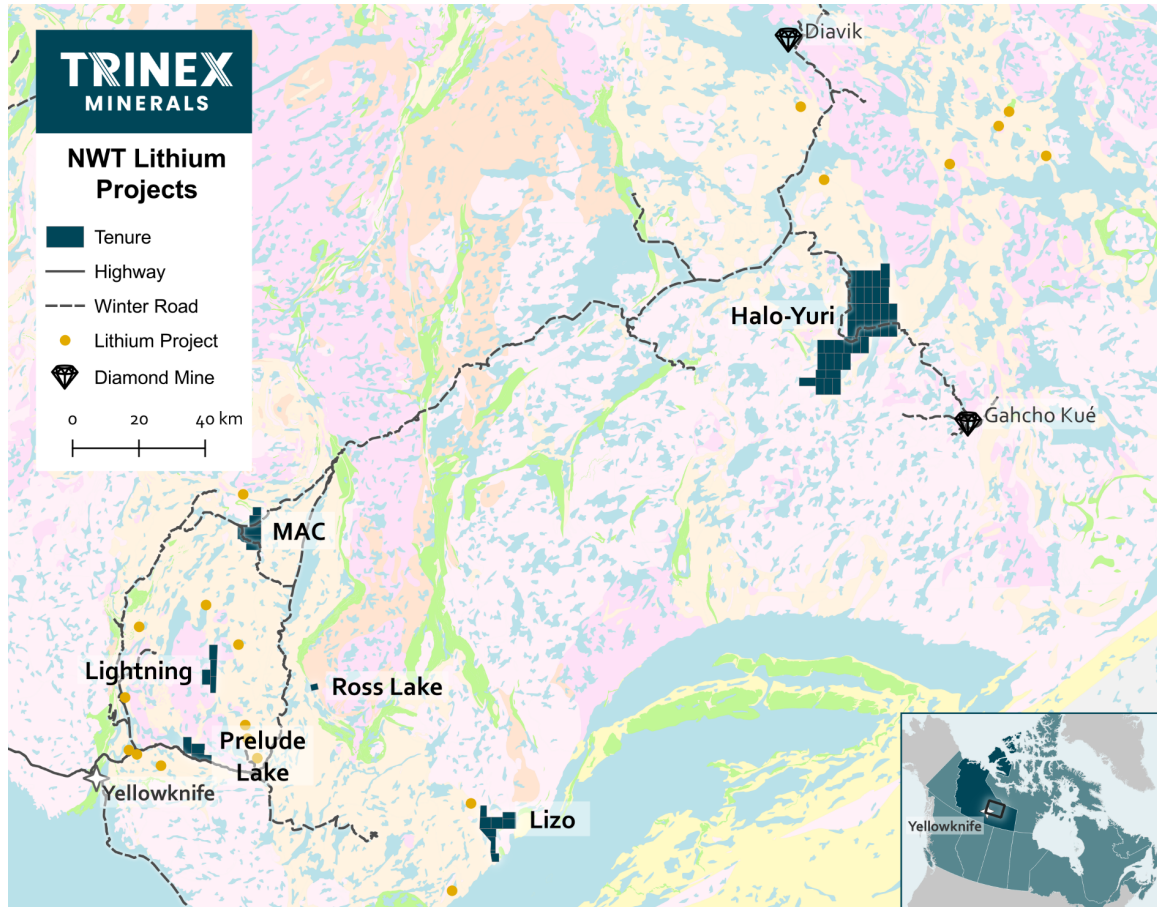 TRINEX
MINERALS
NWT Lithium
Projects
Tenure
Highway
Winter Road
Lithium Project
Diamond Mine
0 20 40 km
Diavik
Halo-Yuri
Gahcho Kué
MAC
Lightning
Ross Lake
Prelude
Lake
Yellowknife
Lizo
Yellowknife